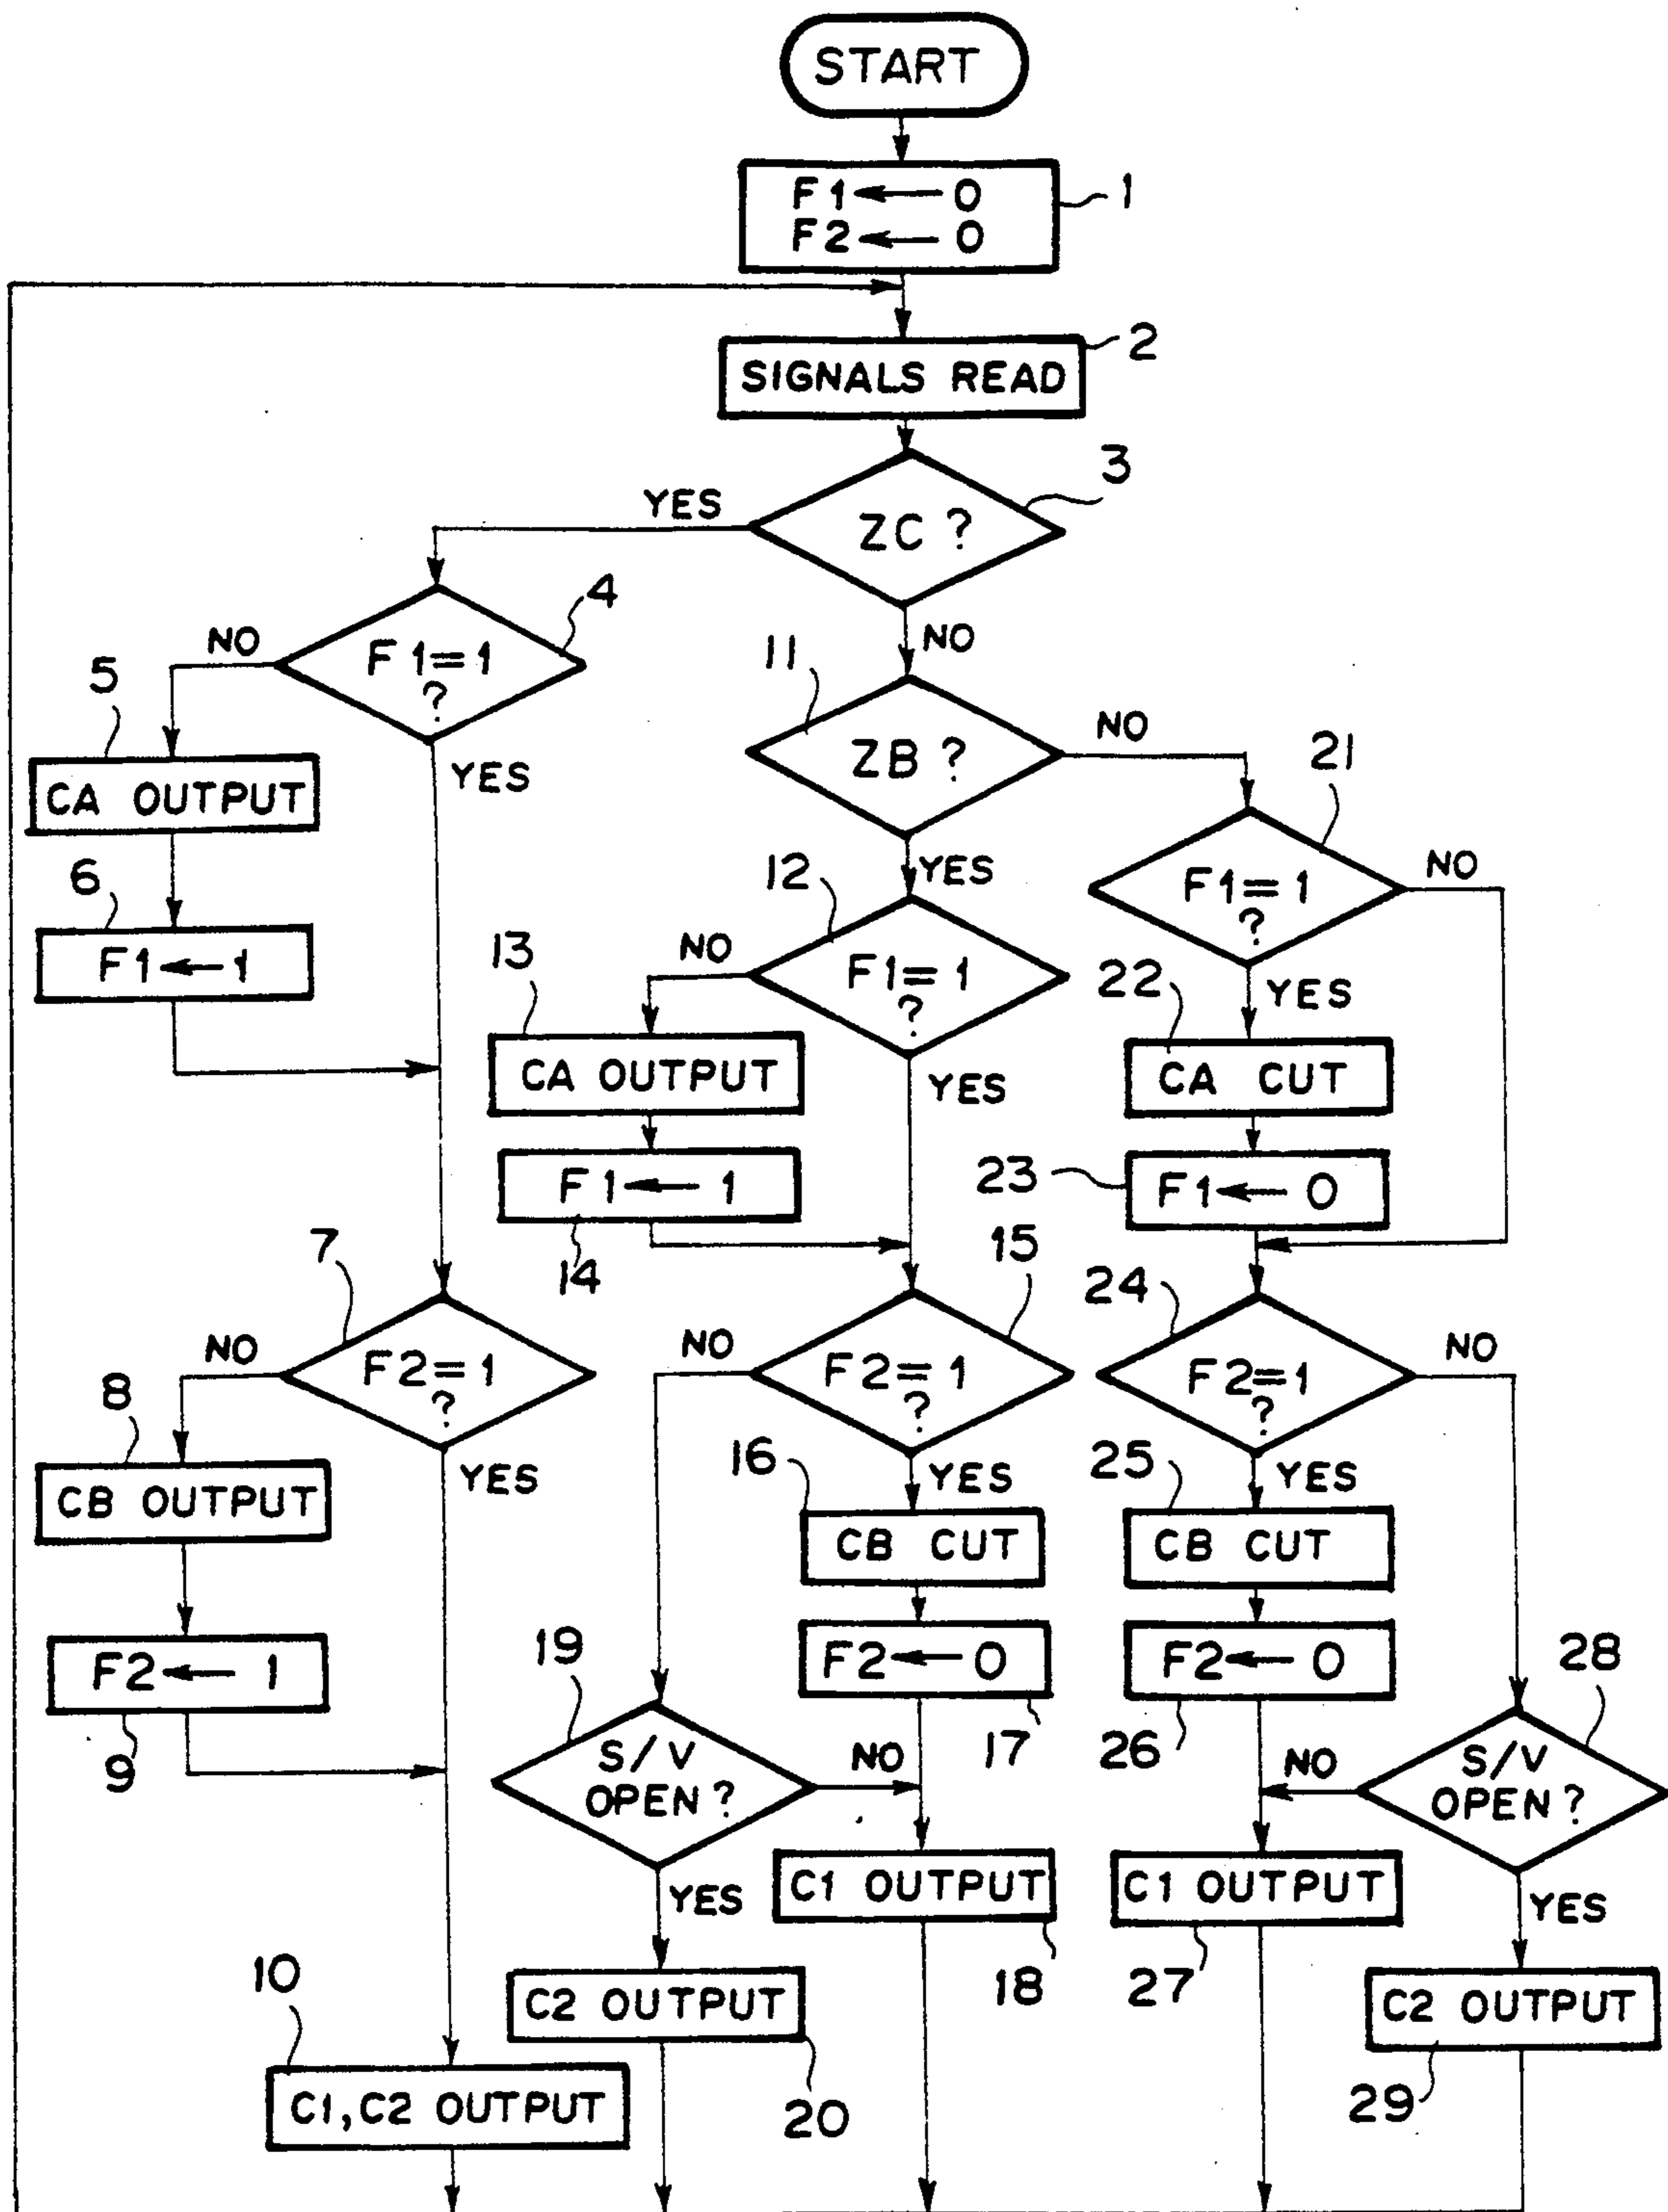 START
F1 ← 0
F2 ← 0
1
SIGNALS READ
2
ZC ?
3
YES
NO
F1=1
?
4
NO
YES
5
CA OUTPUT
6
F1 ← 1
7
F2=1
?
NO
YES
8
CB OUTPUT
F2 ← 1
9
10
C1, C2 OUTPUT
11
ZB ?
NO
YES
12
F1=1
?
NO
YES
13
CA OUTPUT
F1 ← 1
14
15
F2=1
?
NO
YES
16
CB CUT
F2 ← 0
17
C1 OUTPUT
18
19
S/V
OPEN ?
NO
YES
C2 OUTPUT
20
21
F1=1
?
NO
YES
22
CA CUT
23
F1 ← 0
24
F2=1
?
NO
YES
25
CB CUT
F2 ← 0
26
C1 OUTPUT
27
28
S/V
OPEN ?
NO
YES
C2 OUTPUT
29